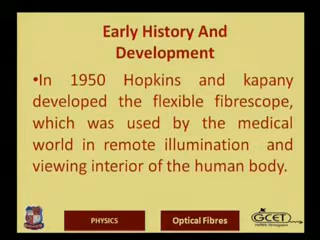 Early History And
Development
•In 1950 Hopkins and kapany
developed the flexible fibrescope,
which was used by the medical
world in remote illumination and
viewing interior of the human body.
PHYSICS
Optical Fibres
GCET